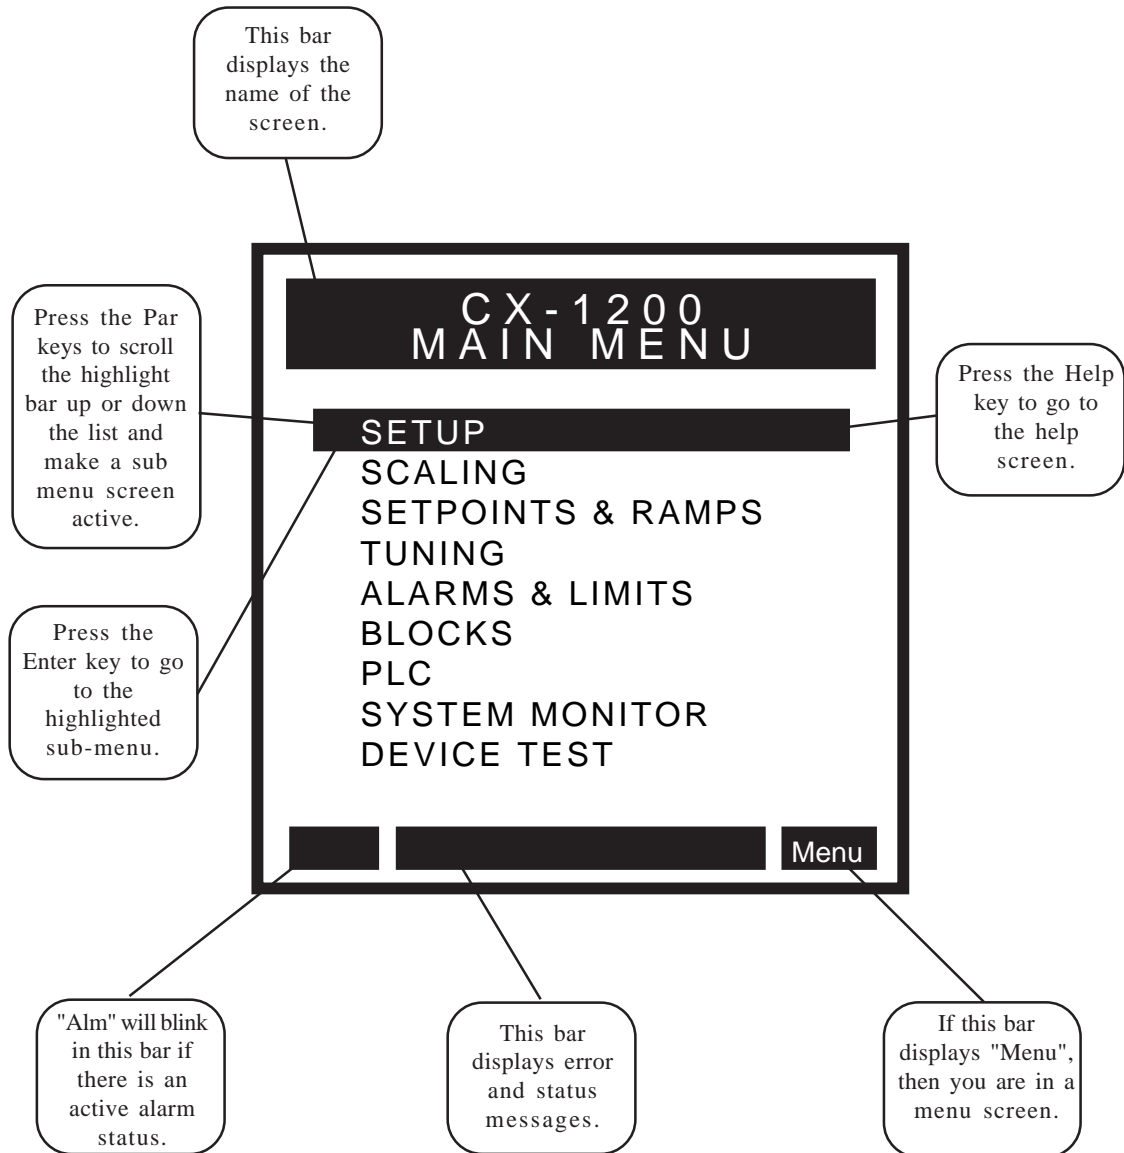 This bar
displays the
name of the
screen.
CX-1200
MAIN MENU
Press the Par
keys to scroll
the highlight
bar up or down
the list and
make a sub
menu screen
active.
Press the Help
key to go to
the help
screen.
SETUP
SCALING
SETPOINTS & RAMPS
TUNING
ALARMS & LIMITS
BLOCKS
PLC
SYSTEM MONITOR
DEVICE TEST
Press the
Enter key to go
to the
highlighted
sub-menu.
Menu
"Alm" will blink
in this bar if
there is an
active alarm
status.
This bar
displays error
and status
messages.
If this bar
displays "Menu",
then you are in a
menu screen.